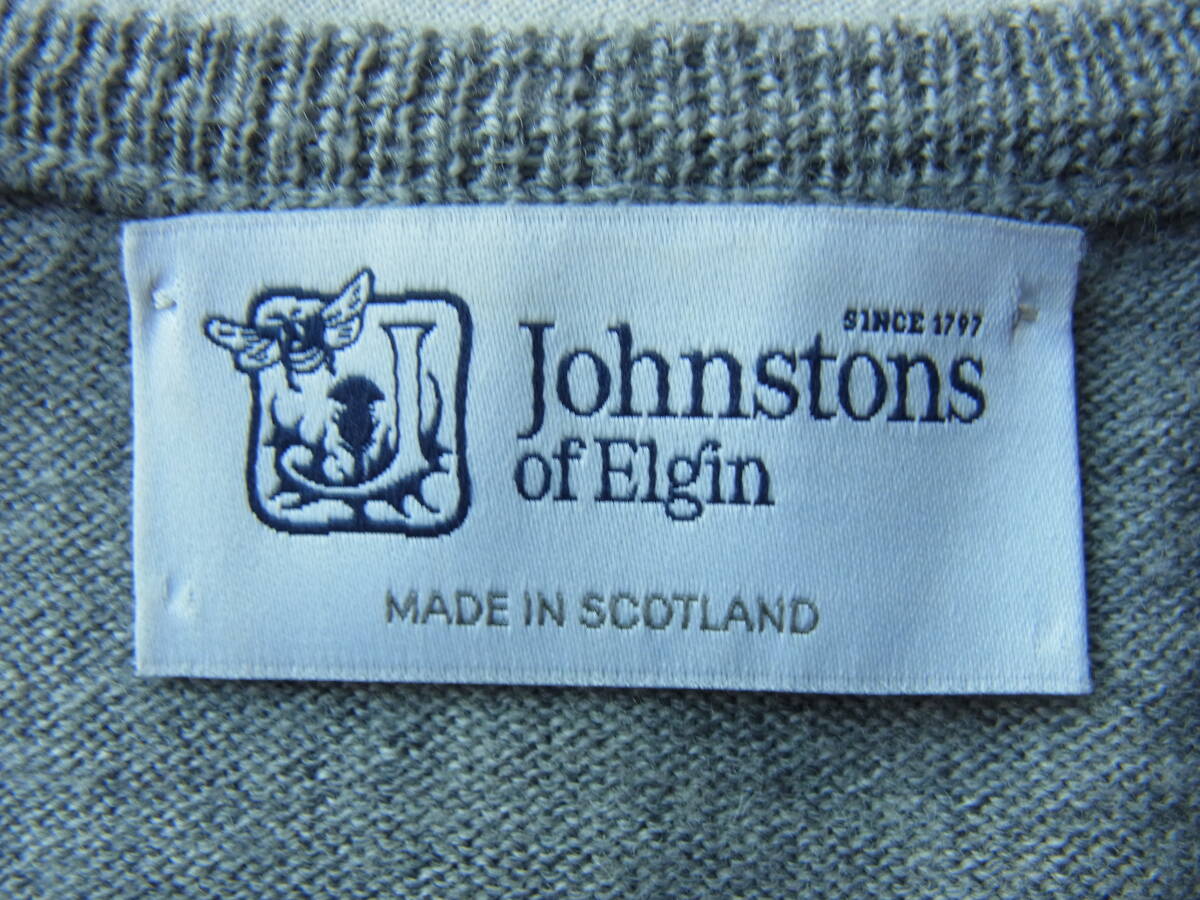 SINCE 1797
Johnstons
of Elgin
MADE IN SCOTLAND